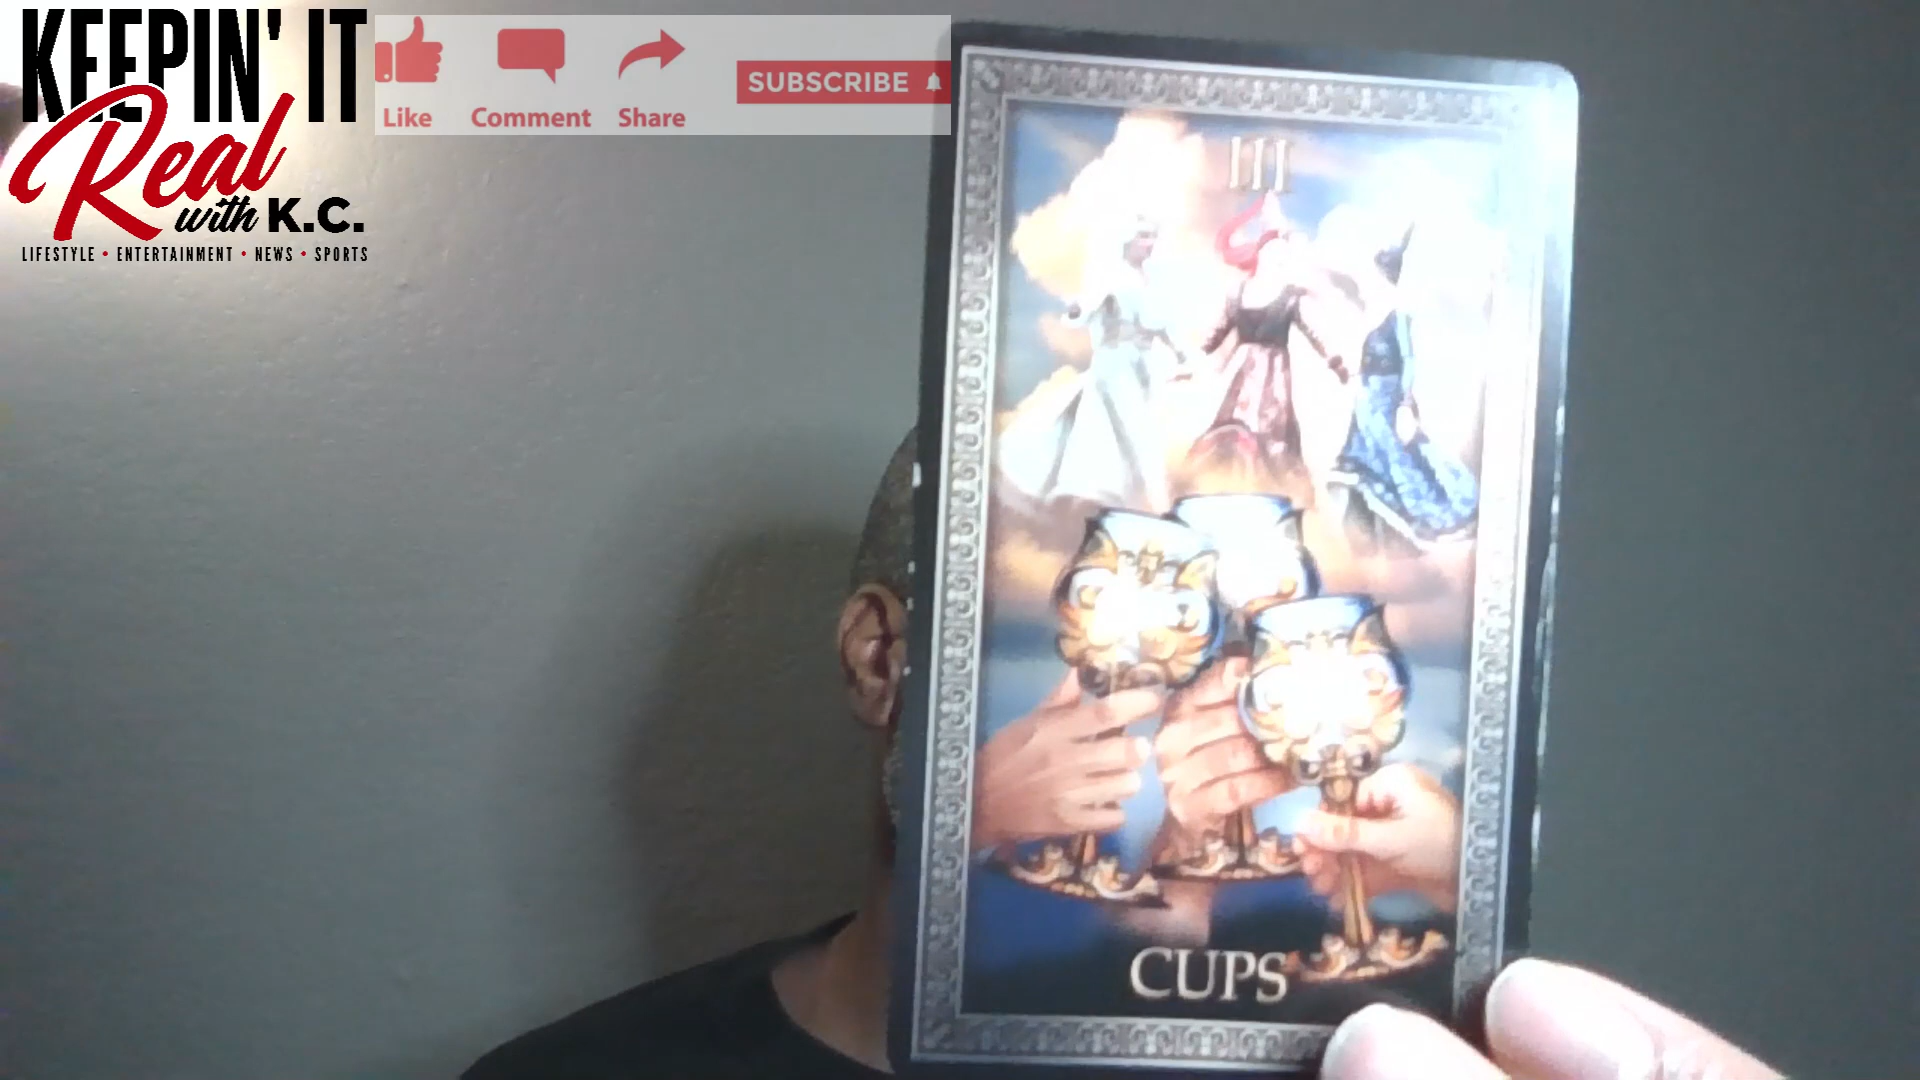 KEEPIN' IT
Real
with K.C.
LIFESTYLE • ENTERTAINMENT • NEWS • SPORTS
Like Comment Share
SUBSCRIBE
III
CUPS